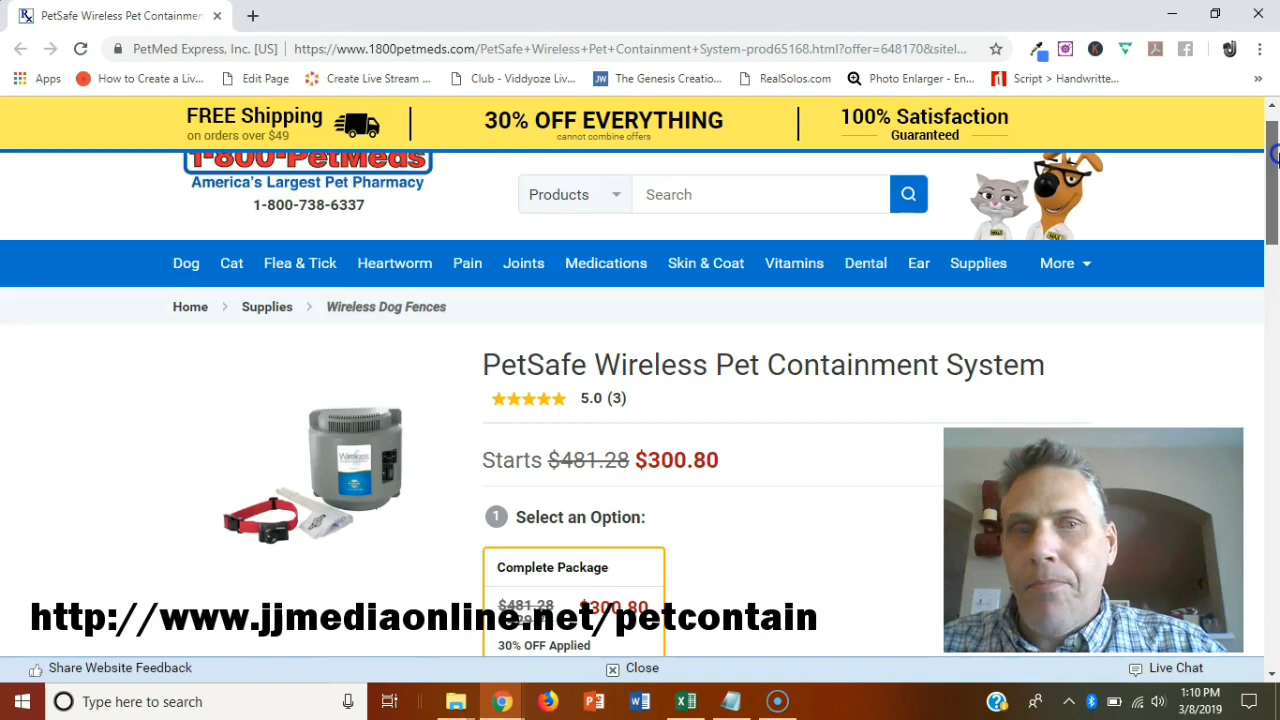 PetSafe Wireless Pet Containmen
PetMed Express, Inc. [US] https://www.1800petmeds.com/PetSafe+Wireless+Pet+Containment+System-prod65168.html?offer=648170&sitel...
Apps How to Create a Liv... Edit Page Create Live Stream ... Club - Viddyoze Live JW The Genesis Creatio... RealSolos.com Photo Enlarger - En... Script > Handwritte... »
FREE Shipping
on orders over $49
30% OFF EVERYTHING
cannot combine offers
100% Satisfaction
Guaranteed
1-800-PetMeds
America's Largest Pet Pharmacy
1-800-738-6337
Products Search
Dog Cat Flea & Tick Heartworm Pain Joints Medications Skin & Coat Vitamins Dental Ear Supplies More
Home > Supplies > Wireless Dog Fences
PetSafe Wireless Pet Containment System
5.0 (3)
Starts $481.28 $300.80
1 Select an Option:
Wireless
Complete Package
$481.28 $300.80
http://www.jjmediaonline.net/petcontain
30% OFF Applied
Share Website Feedback Close Live Chat
Type here to search
1:10 PM
3/8/2019